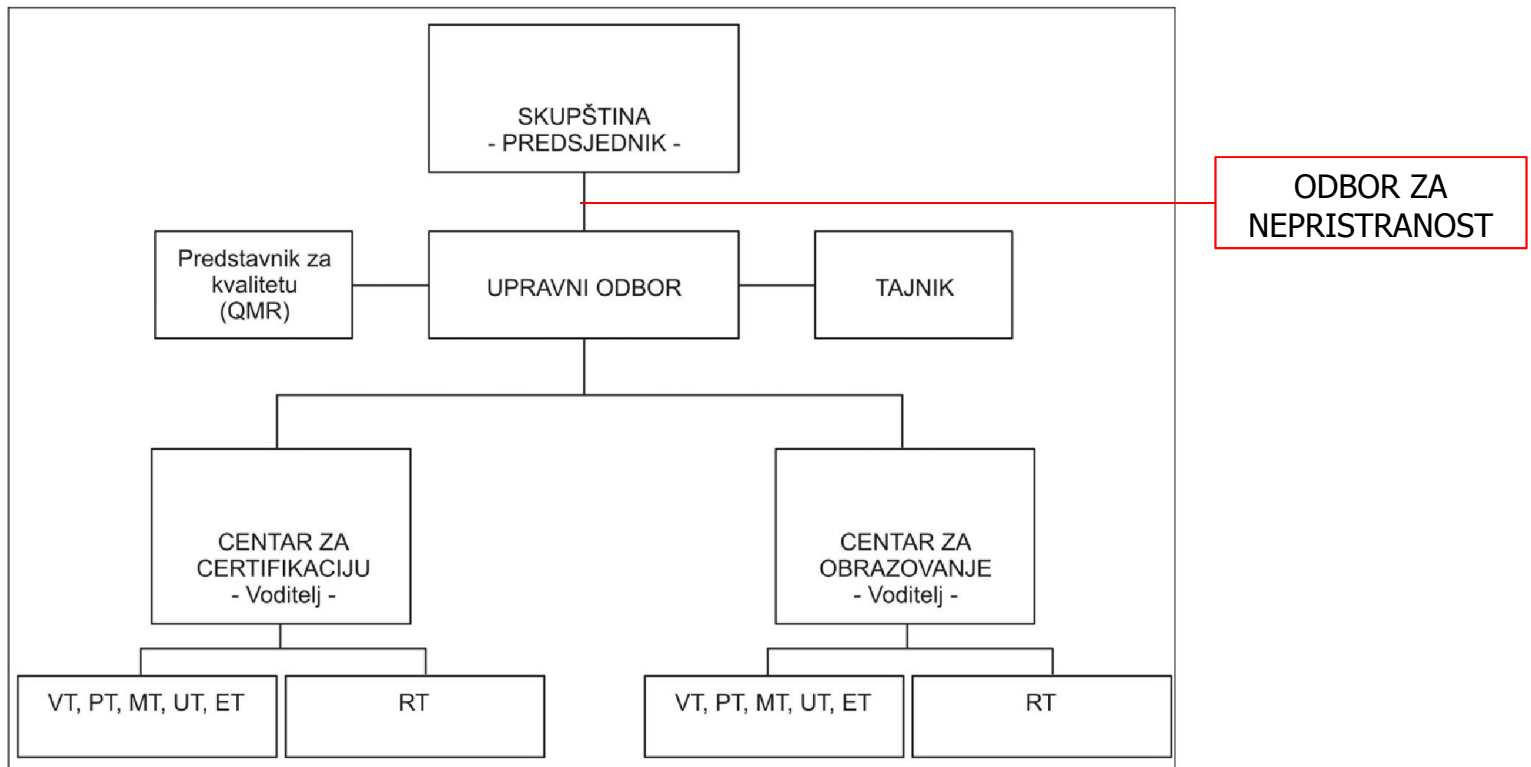 SKUPŠTINA
- PREDSJEDNIK -
ODBOR ZA
NEPRISTRANOST
Predstavnik za
kvalitetu
(QMR)
UPRAVNI ODBOR
TAJNIK
CENTAR ZA
CERTIFIKACIJU
- Voditelj -
CENTAR ZA
OBRAZOVANJE
- Voditelj -
VT, PT, MT, UT, ET
RT
VT, PT, MT, UT, ET
RT